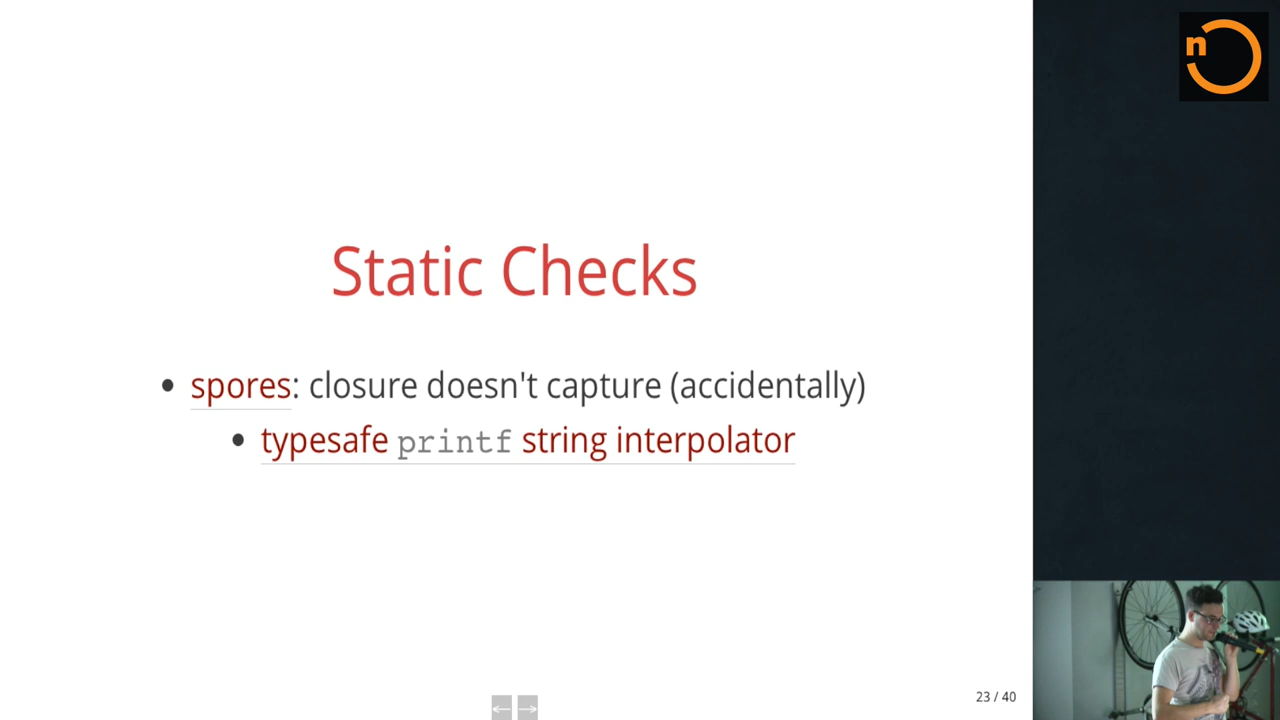 n
Static Checks
• spores: closure doesn't capture (accidentally)
• typesafe printf string interpolator
← →
23 / 40